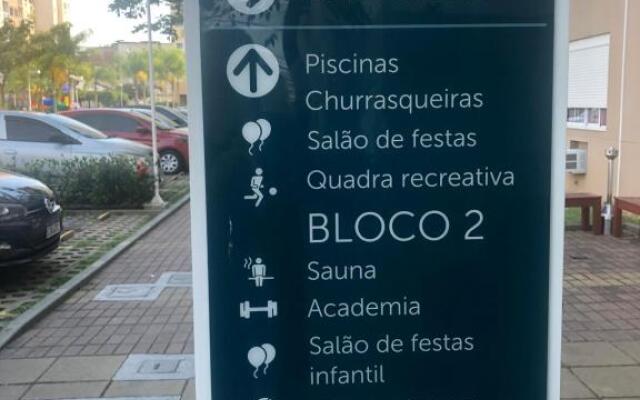 Piscinas
Churrasqueiras
Salão de festas
Quadra recreativa
BLOCO 2
Sauna
Academia
Salão de festas
infantil